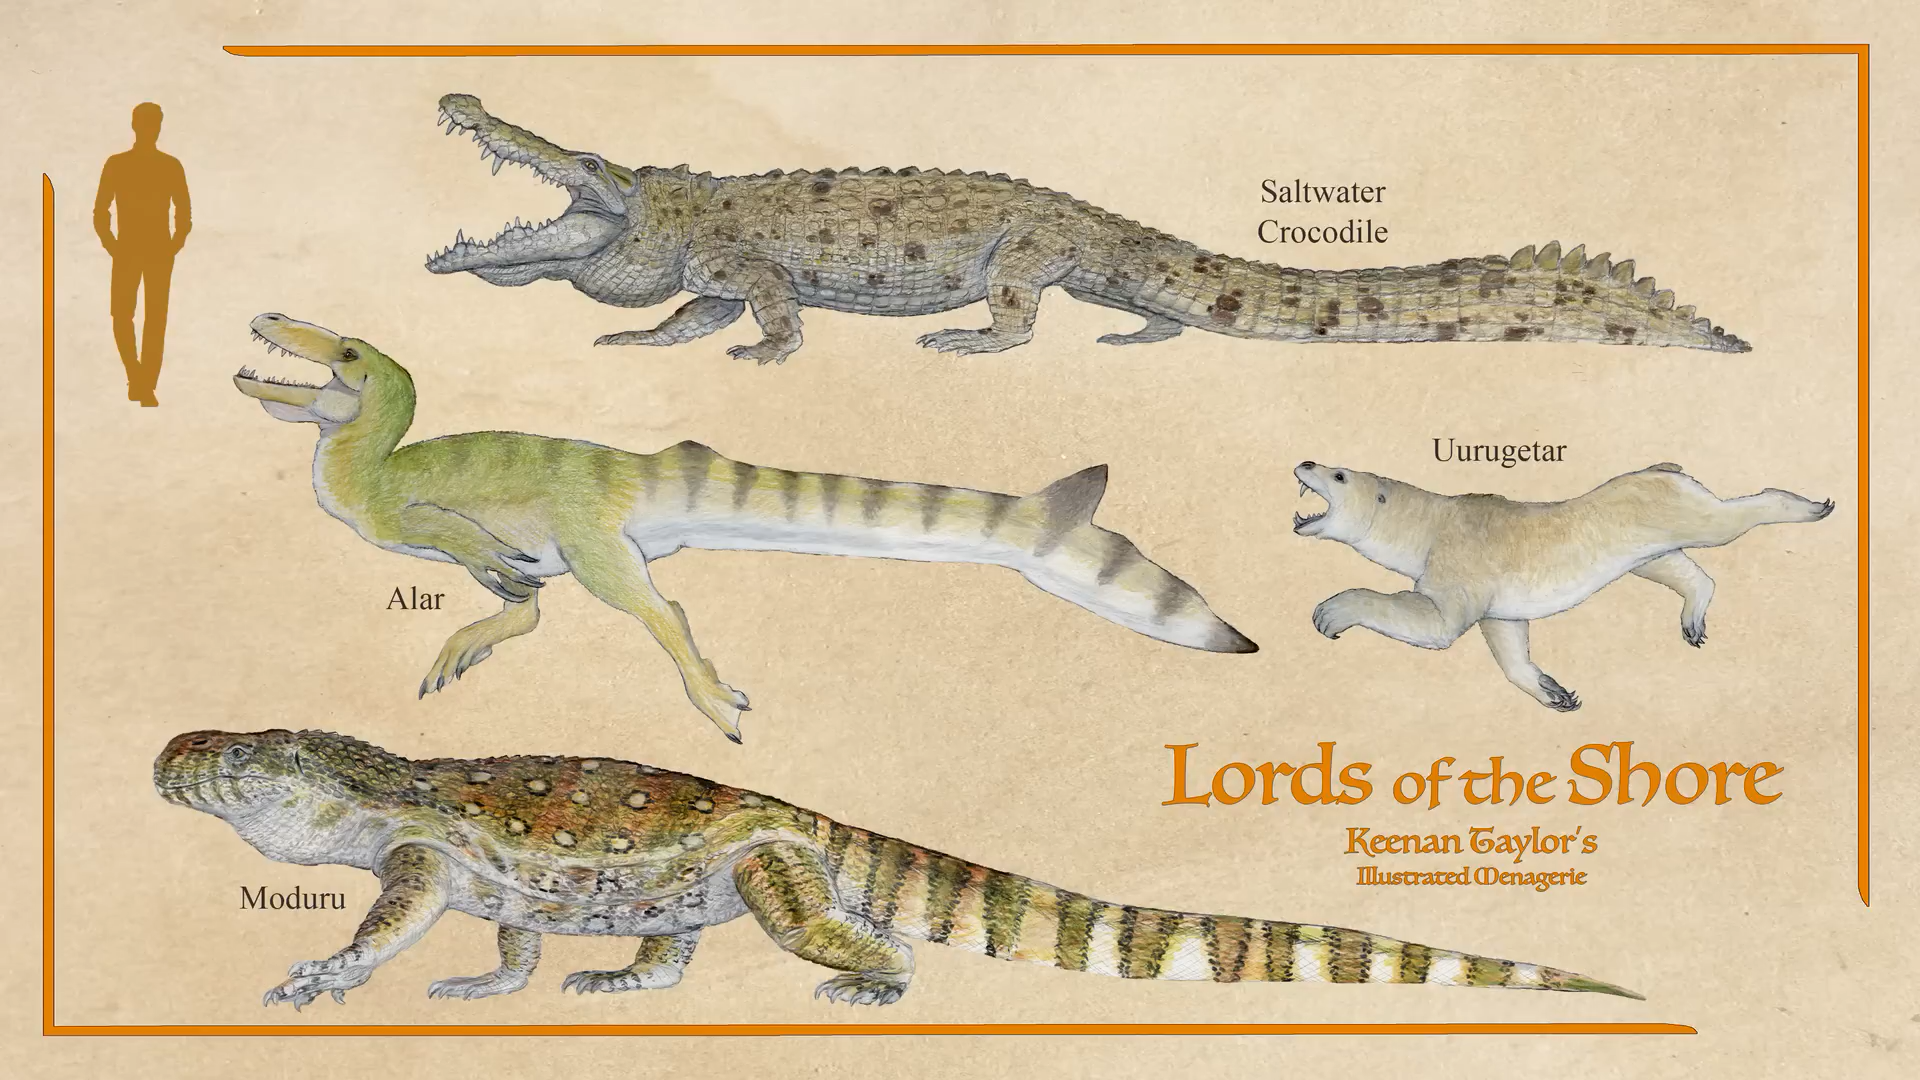 Saltwater
Crocodile
Uurugetar
Alar
Lords of the Shore
Keenan Taylor's
Illustrated Menagerie
Moduru